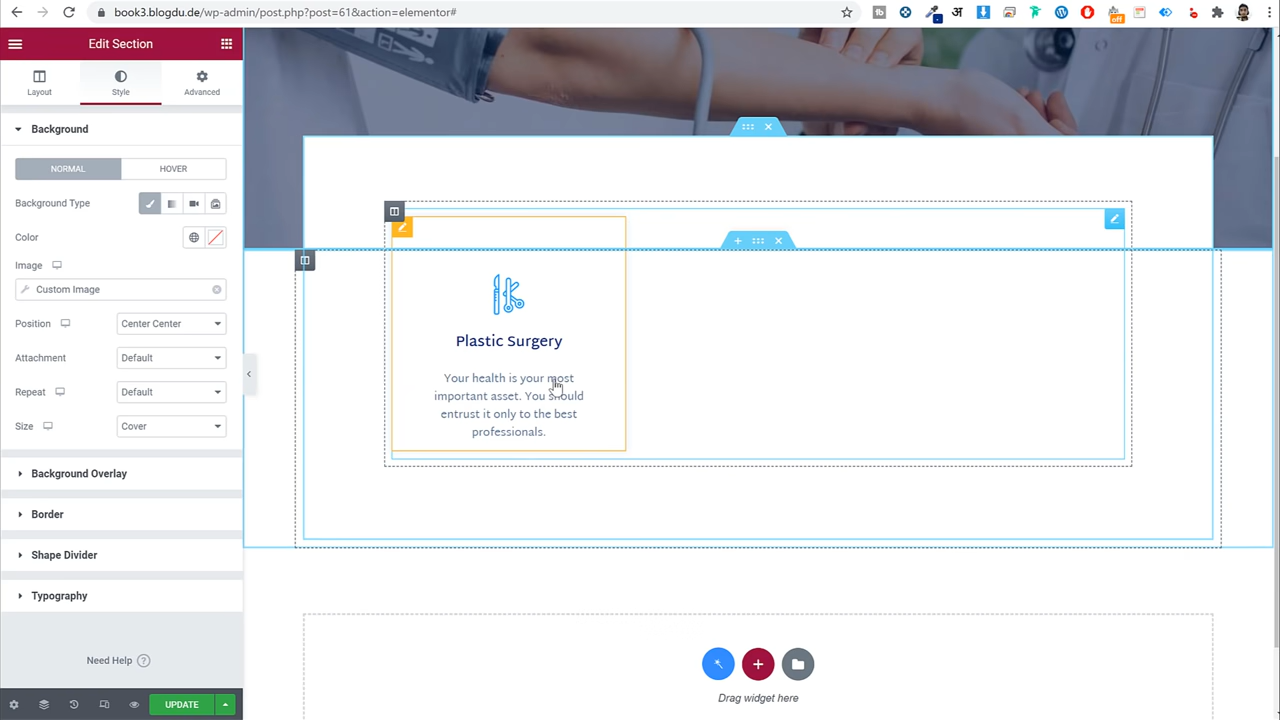 book3.blogdu.de/wp-admin/post.php?post=61&action=elementor#
off
Edit Section
Layout
Style
Advanced
Background
NORMAL
HOVER
Background Type
Color
Image
Custom Image
Position
Center Center
Attachment
Default
Repeat
Default
Size
Cover
Background Overlay
Border
Shape Divider
Typography
Need Help
UPDATE
Plastic Surgery
Your health is your most
important asset. You should
entrust it only to the best
professionals.
Drag widget here